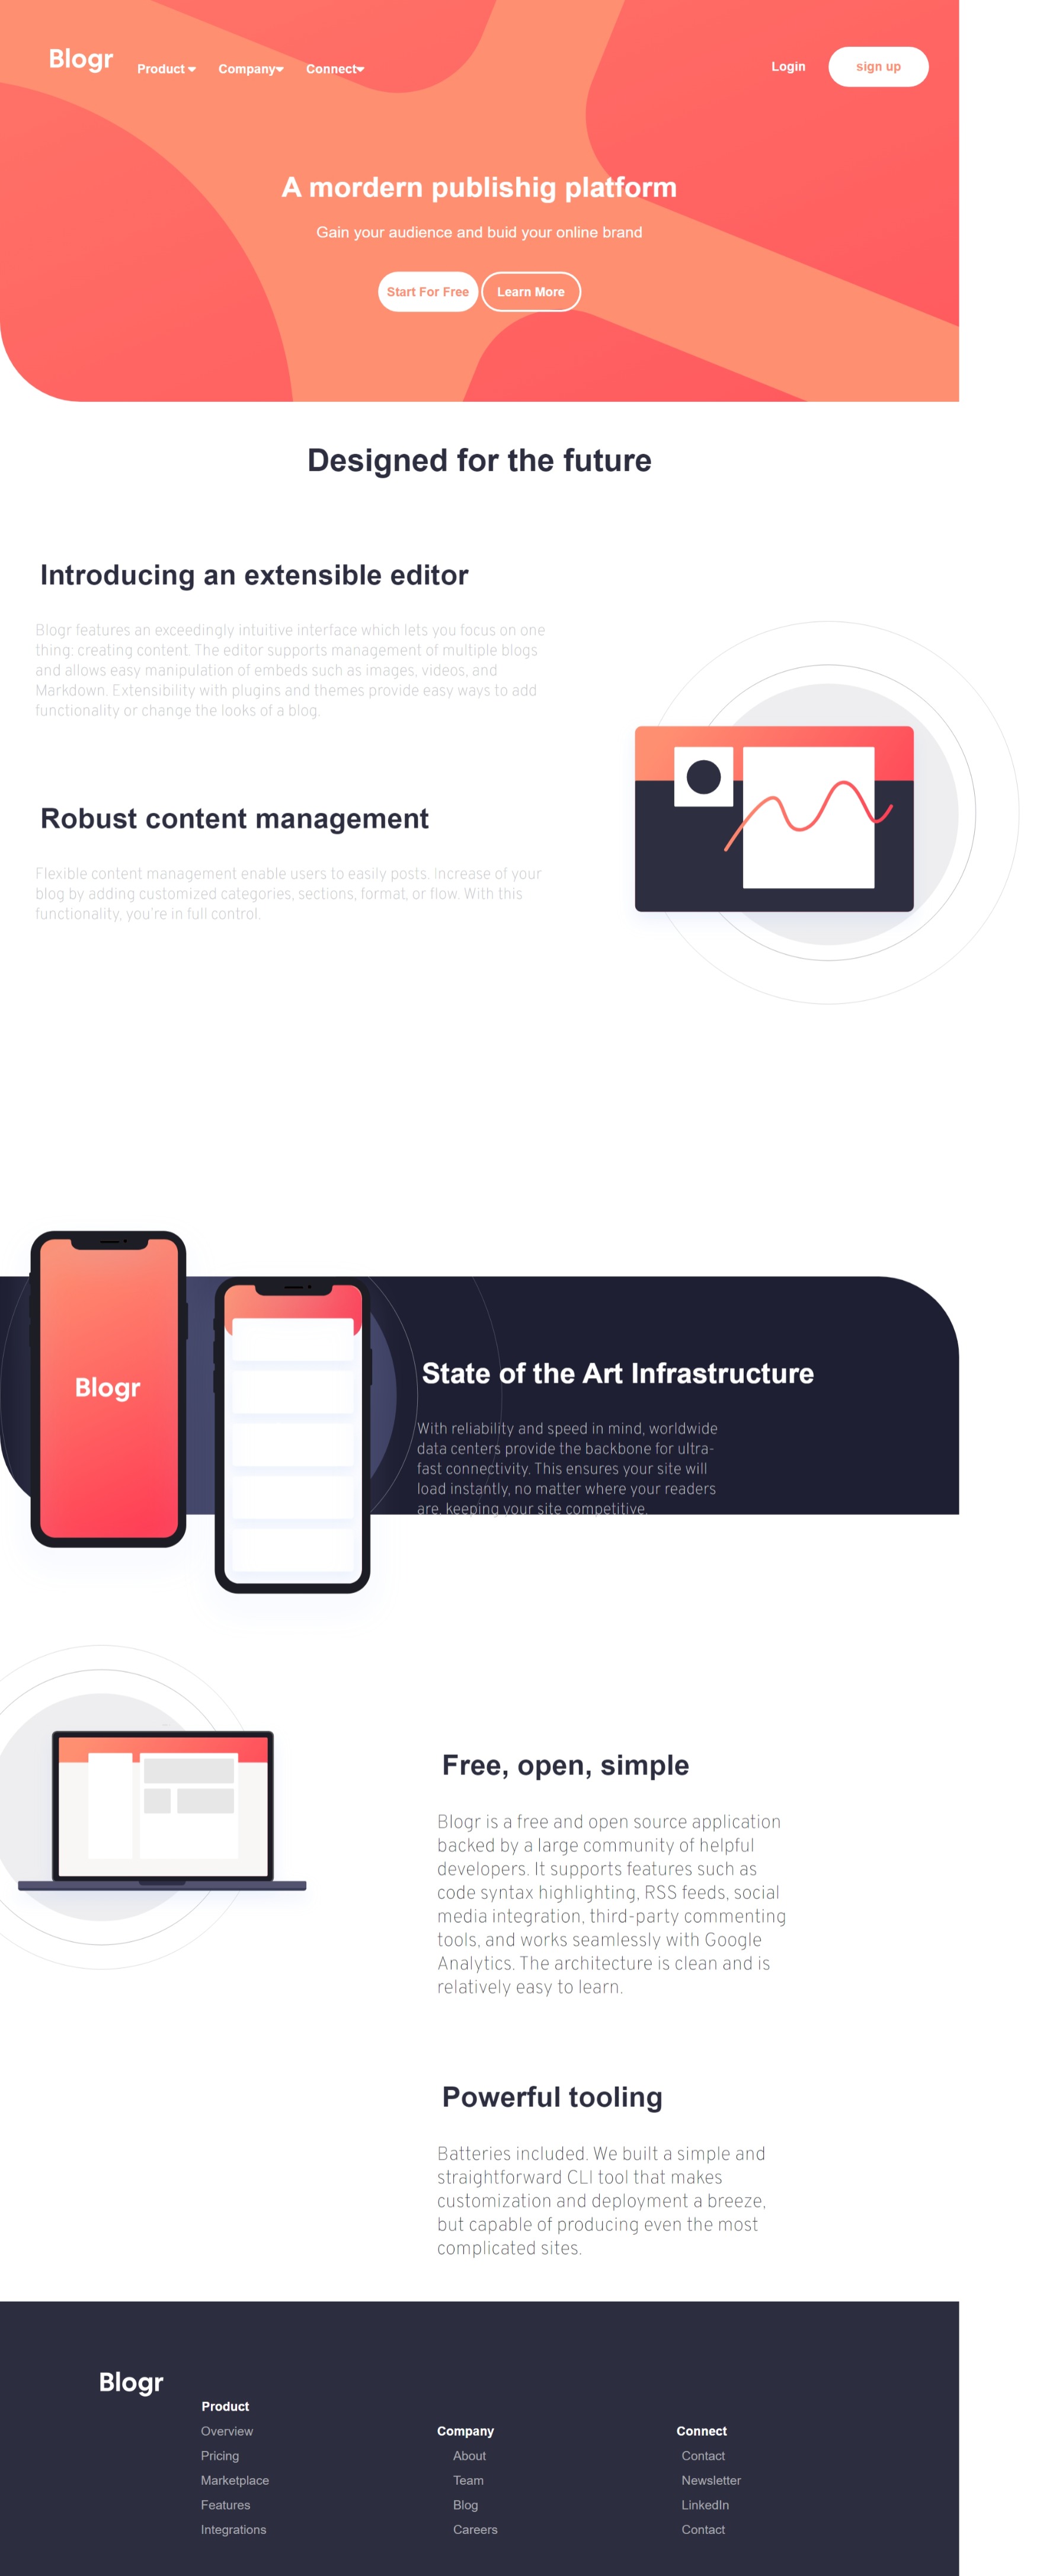 Blogr
Product
Company
Connect
Login
sign up
A mordern publishig platform
Gain your audience and buid your online brand
Start For Free
Learn More
Designed for the future
Introducing an extensible editor
Blogr features an exceedingly intuitive interface which lets you focus on one
thing: creating content. The editor supports management of multiple blogs
and allows easy manipulation of embeds such as images, videos, and
Markdown. Extensibility with plugins and themes provide easy ways to add
functionality or change the looks of a blog.
Robust content management
Flexible content management enable users to easily posts. Increase of your
blog by adding customized categories, sections, format, or flow. With this
functionality, you're in full control.
Blogr
State of the Art Infrastructure
With reliability and speed in mind, worldwide
data centers provide the backbone for ultra-
fast connectivity. This ensures your site will
load instantly, no matter where your readers
are, keeping your site competitive.
Free, open, simple
Blogr is a free and open source application
backed by a large community of helpful
developers. It supports features such as
code syntax highlighting, RSS feeds, social
media integration, third-party commenting
tools, and works seamlessly with Google
Analytics. The architecture is clean and is
relatively easy to learn.
Powerful tooling
Batteries included. We built a simple and
straightforward CLI tool that makes
customization and deployment a breeze,
but capable of producing even the most
complicated sites.
Blogr
Product
Overview
Pricing
Marketplace
Features
Integrations
Company
About
Team
Blog
Careers
Connect
Contact
Newsletter
LinkedIn
Contact